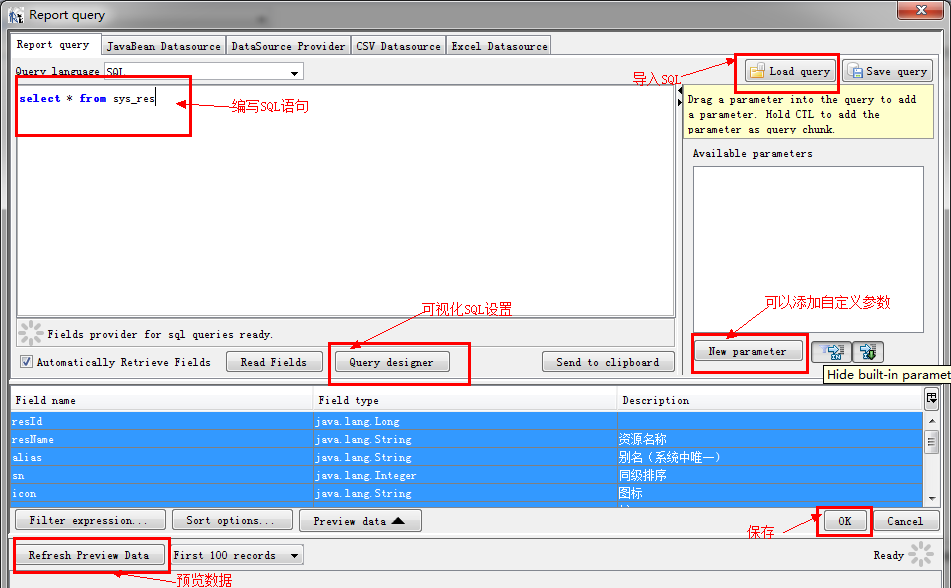 Report query
Report query
JavaBean Datasource
DataSource Provider
CSV Datasource
Excel Datasource
Query language
SQL
导入SQL
Load query
Save query
select * from sys_res
编写SQL语句
Drag a parameter into the query to add
a parameter. Hold CTL to add the
parameter as query chunk.
Available parameters
可视化SQL设置
可以添加自定义参数
Fields provider for sql queries ready.
Automatically Retrieve Fields
Read Fields
Query designer
Send to clipboard
New parameter
Hide built-in paramet
Field name
Field type
Description
resId
java.lang.Long
resName
java.lang.String
资源名称
alias
java.lang.String
别名（系统中唯一）
sn
java.lang.Integer
同级排序
icon
java.lang.String
图标
Filter expression...
Sort options...
Preview data
保存
OK
Cancel
Refresh Preview Data
First 100 records
Ready
预览数据